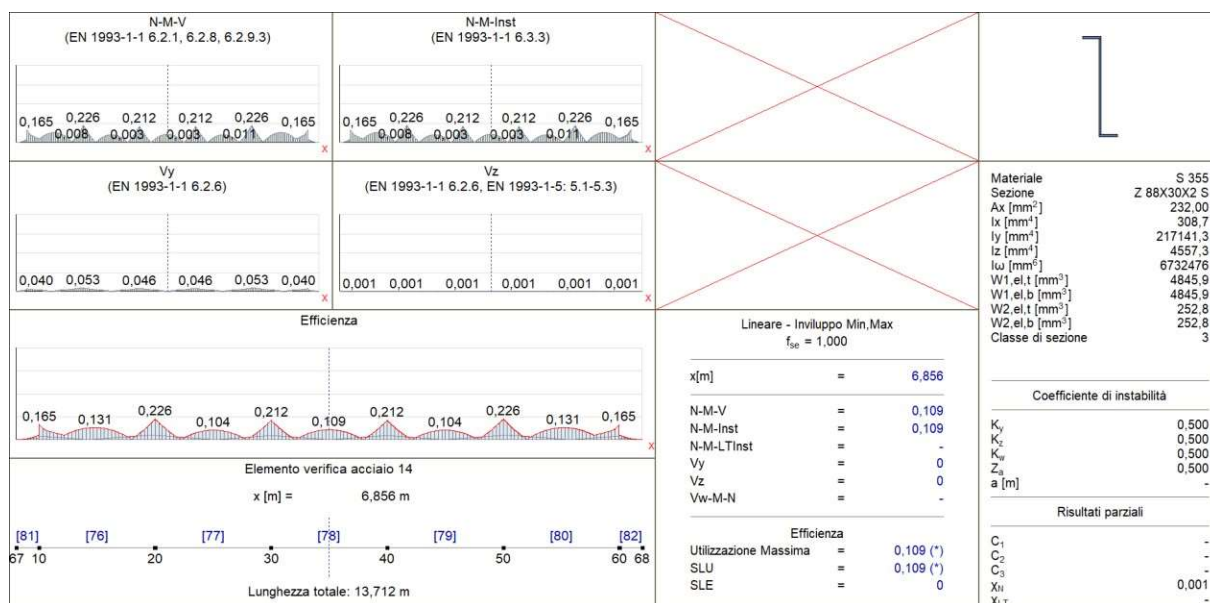 N-M-V
(EN 1993-1-1 6.2.1, 6.2.8, 6.2.9.3)
0,165 0,226 0,212 0,212 0,226 0,165
0,008 0,003 0,003 0,011
x
N-M-Inst
(EN 1993-1-1 6.3.3)
0,165 0,226 0,212 0,212 0,226 0,165
0,008 0,003 0,003 0,011
x
Vy
(EN 1993-1-1 6.2.6)
0,040 0,053 0,046 0,046 0,053 0,040
x
Vz
(EN 1993-1-1 6.2.6, EN 1993-1-5: 5.1-5.3)
0,001 0,001 0,001 0,001 0,001 0,001
x
Efficienza
0,165 0,131 0,226 0,104 0,212 0,109 0,212 0,104 0,226 0,131 0,165
x
Elemento verifica acciaio 14
x [m] = 6,856 m
[81] [76] [77] [78] [79] [80] [82]
67 10 20 30 40 50 60 68
Lunghezza totale: 13,712 m
Lineare - Inviluppo Min,Max
fse = 1,000
x[m] = 6,856
N-M-V = 0,109
N-M-Inst = 0,109
N-M-LTInst = -
Vy = 0
Vz = 0
Vw-M-N = -
Efficienza
Utilizzazione Massima = 0,109 (*)
SLU = 0,109 (*)
SLE = 0
Materiale S 355
Sezione Z 88X30X2 S
Ax [mm²] 232,00
Ix [mm⁴] 308,7
Iy [mm⁴] 217141,3
Iz [mm⁴] 4557,3
Iω [mm⁶] 6732476
W1,el,t [mm³] 4845,9
W1,el,b [mm³] 4845,9
W2,el,t [mm³] 252,8
W2,el,b [mm³] 252,8
Classe di sezione 3
Coefficiente di instabilità
Ky 0,500
Kz 0,500
Kw 0,500
Za 0,500
a [m] -
Risultati parziali
C1 -
C2 -
C3 -
χN 0,001
χLT -